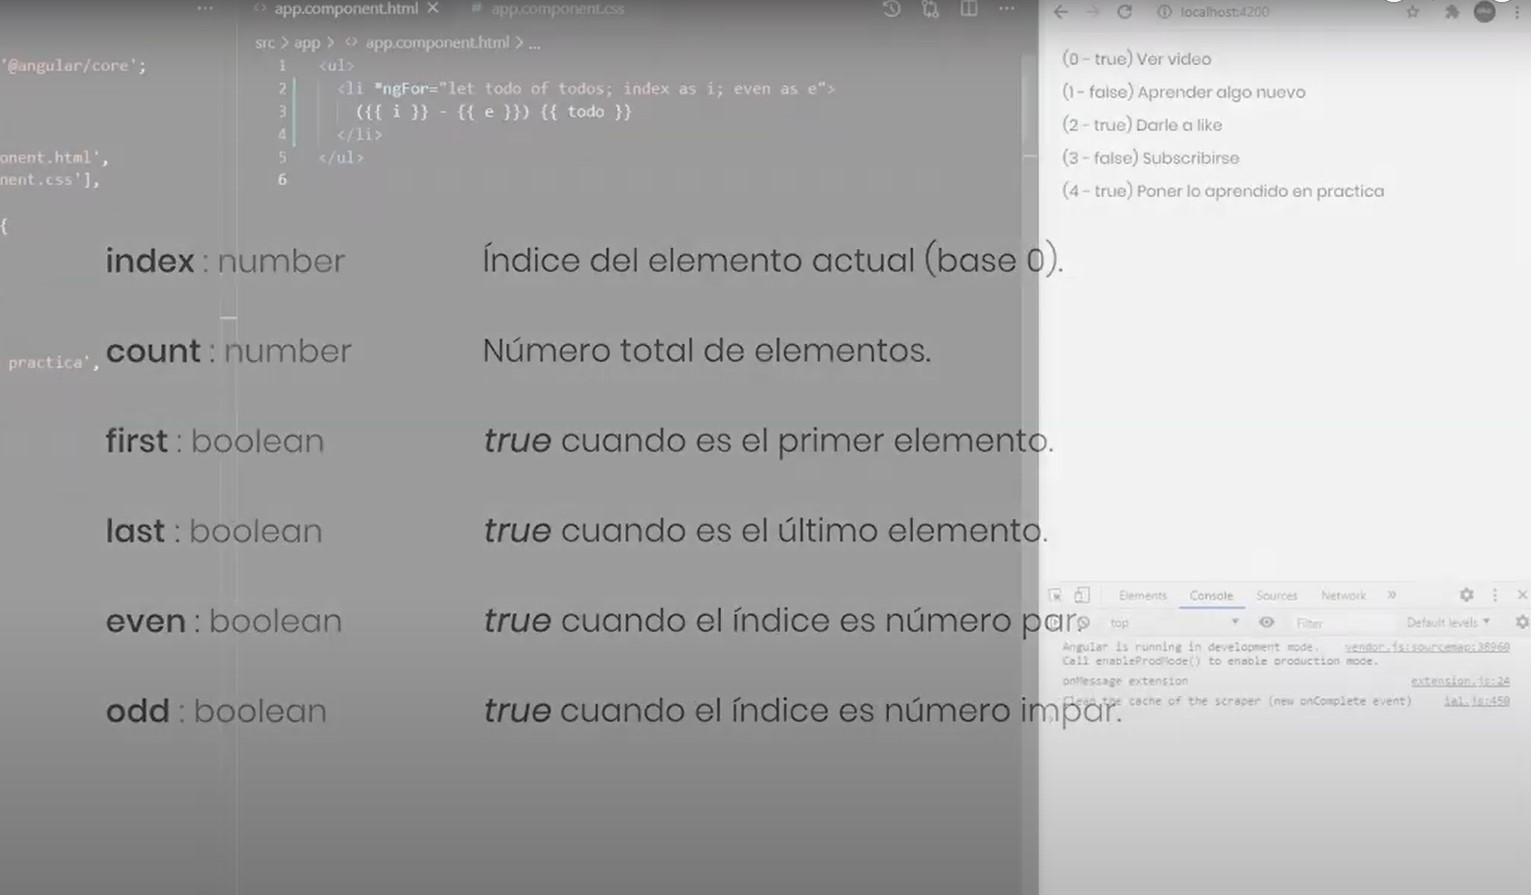 app.component.html
app.component.css
localhost:4200
src > app > app.component.html > ...
'@angular/core';
onent.html',
nent.css'],
{
practica',
1 <ul>
2 <li *ngFor="let todo of todos; index as i; even as e">
3 ({{ i }} - {{ e }}) {{ todo }}
4 </li>
5 </ul>
6
(0 - true) Ver video
(1 - false) Aprender algo nuevo
(2 - true) Darle a like
(3 - false) Subscribirse
(4 - true) Poner lo aprendido en practica
index : number Índice del elemento actual (base 0).
count : number Número total de elementos.
first : boolean true cuando es el primer elemento.
last : boolean true cuando es el último elemento.
even : boolean true cuando el índice es número par.
odd : boolean true cuando el índice es número impar.
Elements Console Sources Network
top Filter Default levels
Angular is running in development mode. vendor.js:sourcemap:38960
Call enableProdMode() to enable production mode.
onMessage extension extension.js:24
Clean the cache of the scraper (new onComplete event) ial.js:450